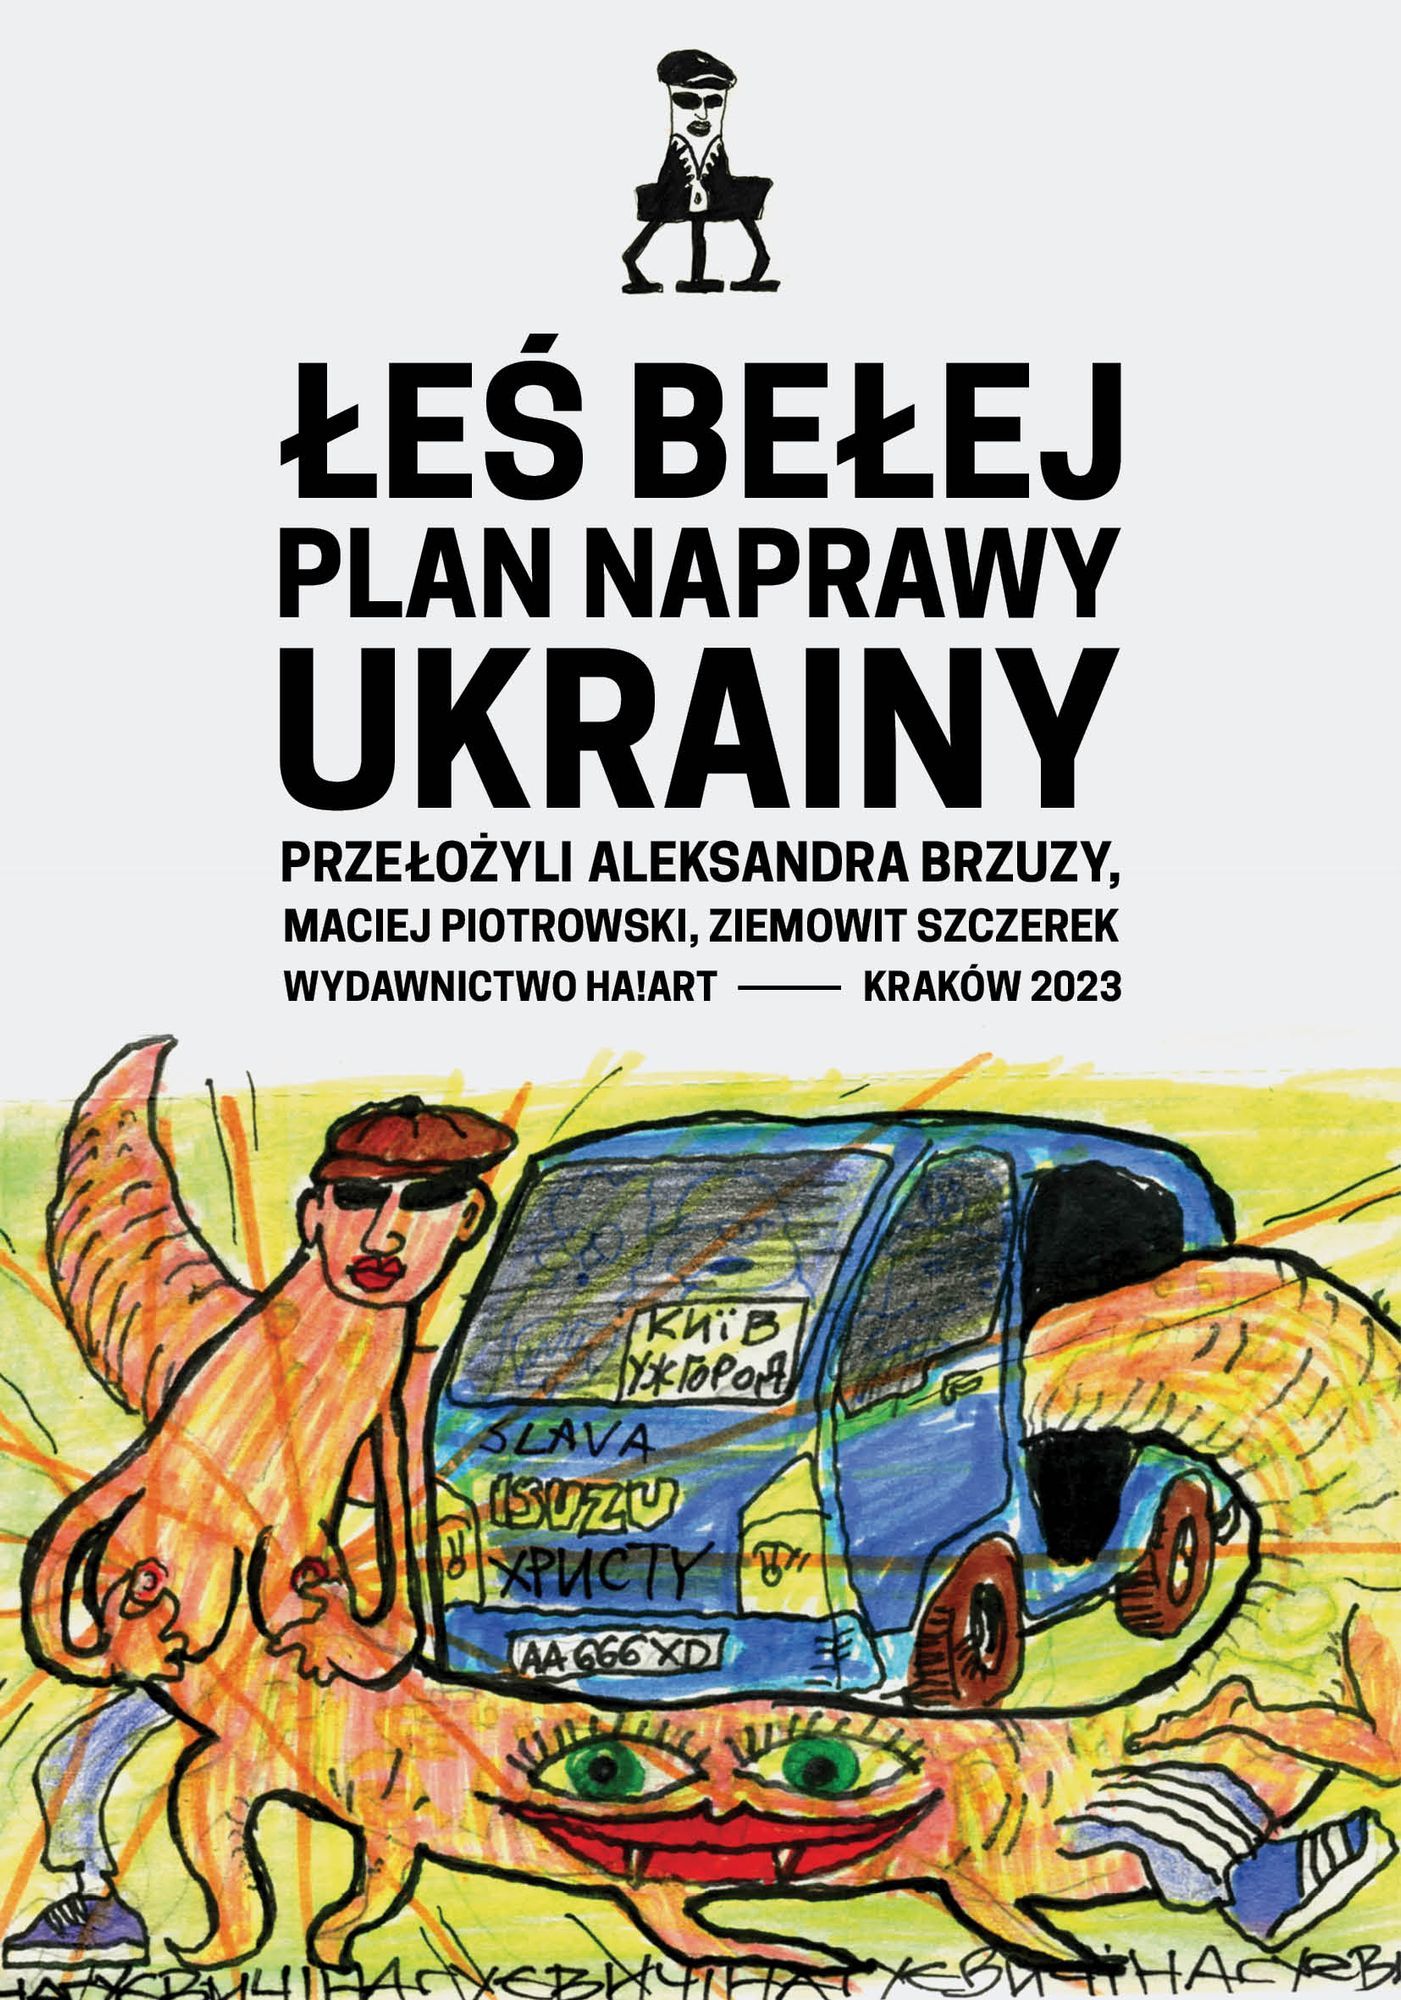 ŁEŚ BEŁEJ
PLAN NAPRAWY
UKRAINY
PRZEŁOŻYLI ALEKSANDRA BRZUZY,
MACIEJ PIOTROWSKI, ZIEMOWIT SZCZEREK
WYDAWNICTWO HA!ART — KRAKÓW 2023
КИЇВ
УЖГОРОД
SLAVA
ISUZU
ХРИСТУ
AA 666 XD